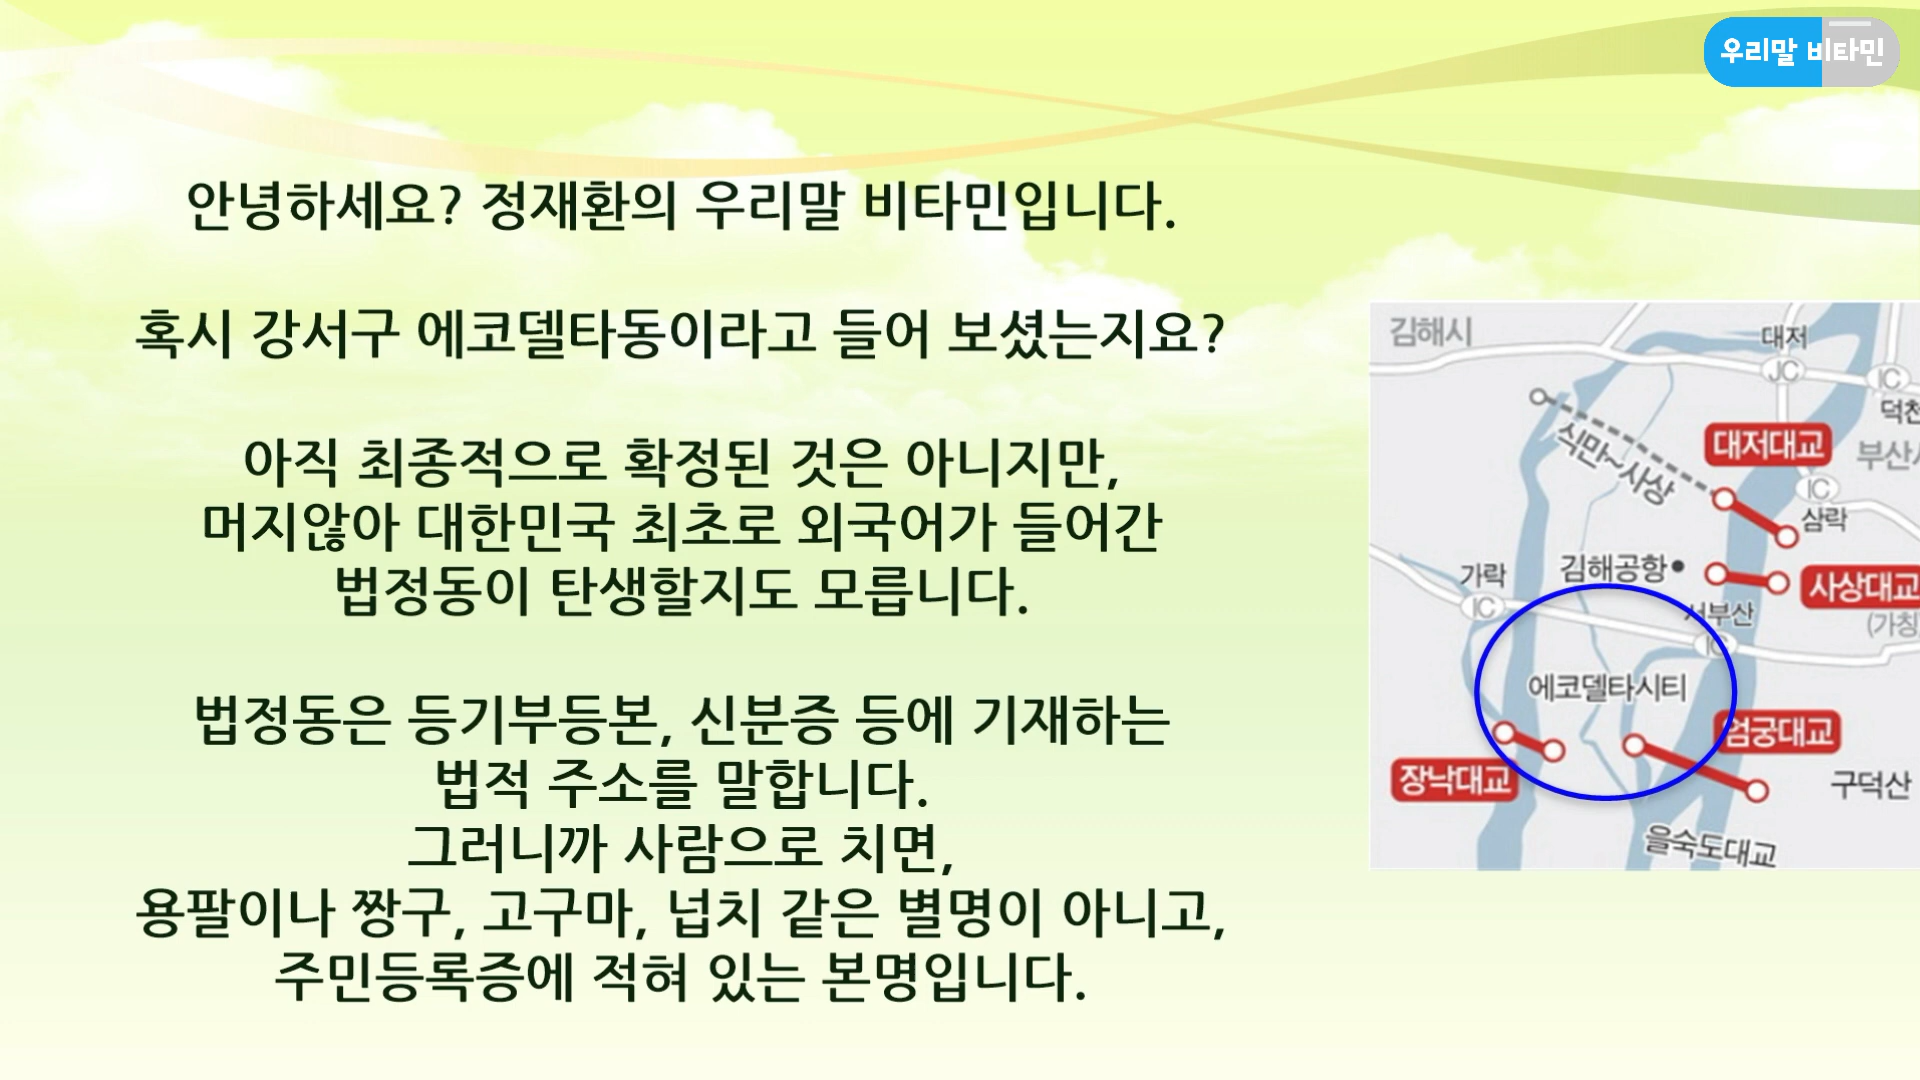 우리말 비타민
안녕하세요? 정재환의 우리말 비타민입니다.
혹시 강서구 에코델타동이라고 들어 보셨는지요?
아직 최종적으로 확정된 것은 아니지만,
머지않아 대한민국 최초로 외국어가 들어간
법정동이 탄생할지도 모릅니다.
법정동은 등기부등본, 신분증 등에 기재하는
법적 주소를 말합니다.
그러니까 사람으로 치면,
용팔이나 짱구, 고구마, 넙치 같은 별명이 아니고,
주민등록증에 적혀 있는 본명입니다.
김해시
대저
JC
IC
덕천
식만~사상
대저대교
부산
IC
삼락
김해공항
가락
IC
사상대교
서부산
(가칭
IC
에코델타시티
엄궁대교
장낙대교
구덕산
을숙도대교